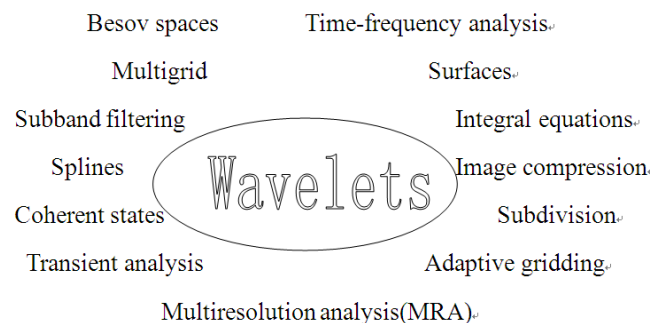 Besov spaces Time-frequency analysis
Multigrid Surfaces
Subband filtering Integral equations
Splines Wavelets Image compression
Coherent states Subdivision
Transient analysis Adaptive gridding
Multiresolution analysis(MRA)